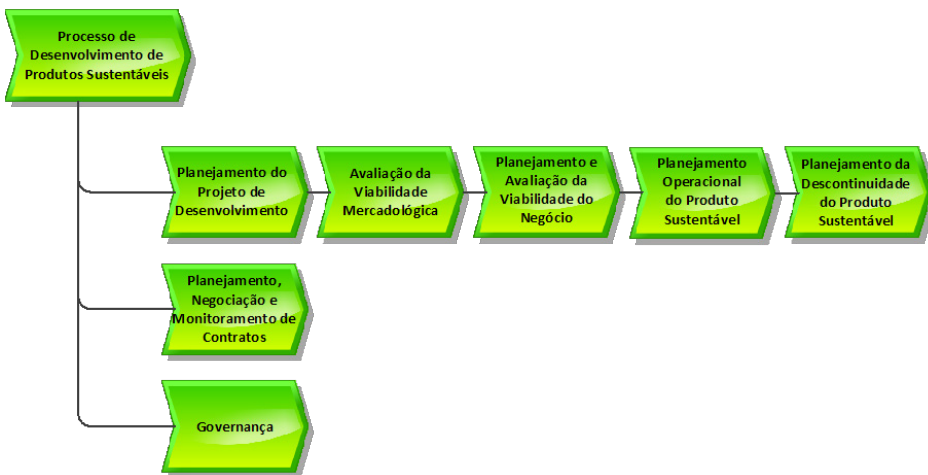 Processo de
Desenvolvimento de
Produtos Sustentáveis
Planejamento do
Projeto de
Desenvolvimento
Avaliação da
Viabilidade
Mercadológica
Planejamento e
Avaliação da
Viabilidade do
Negócio
Planejamento
Operacional
do Produto
Sustentável
Planejamento da
Descontinuidade
do Produto
Sustentável
Planejamento,
Negociação e
Monitoramento de
Contratos
Governança